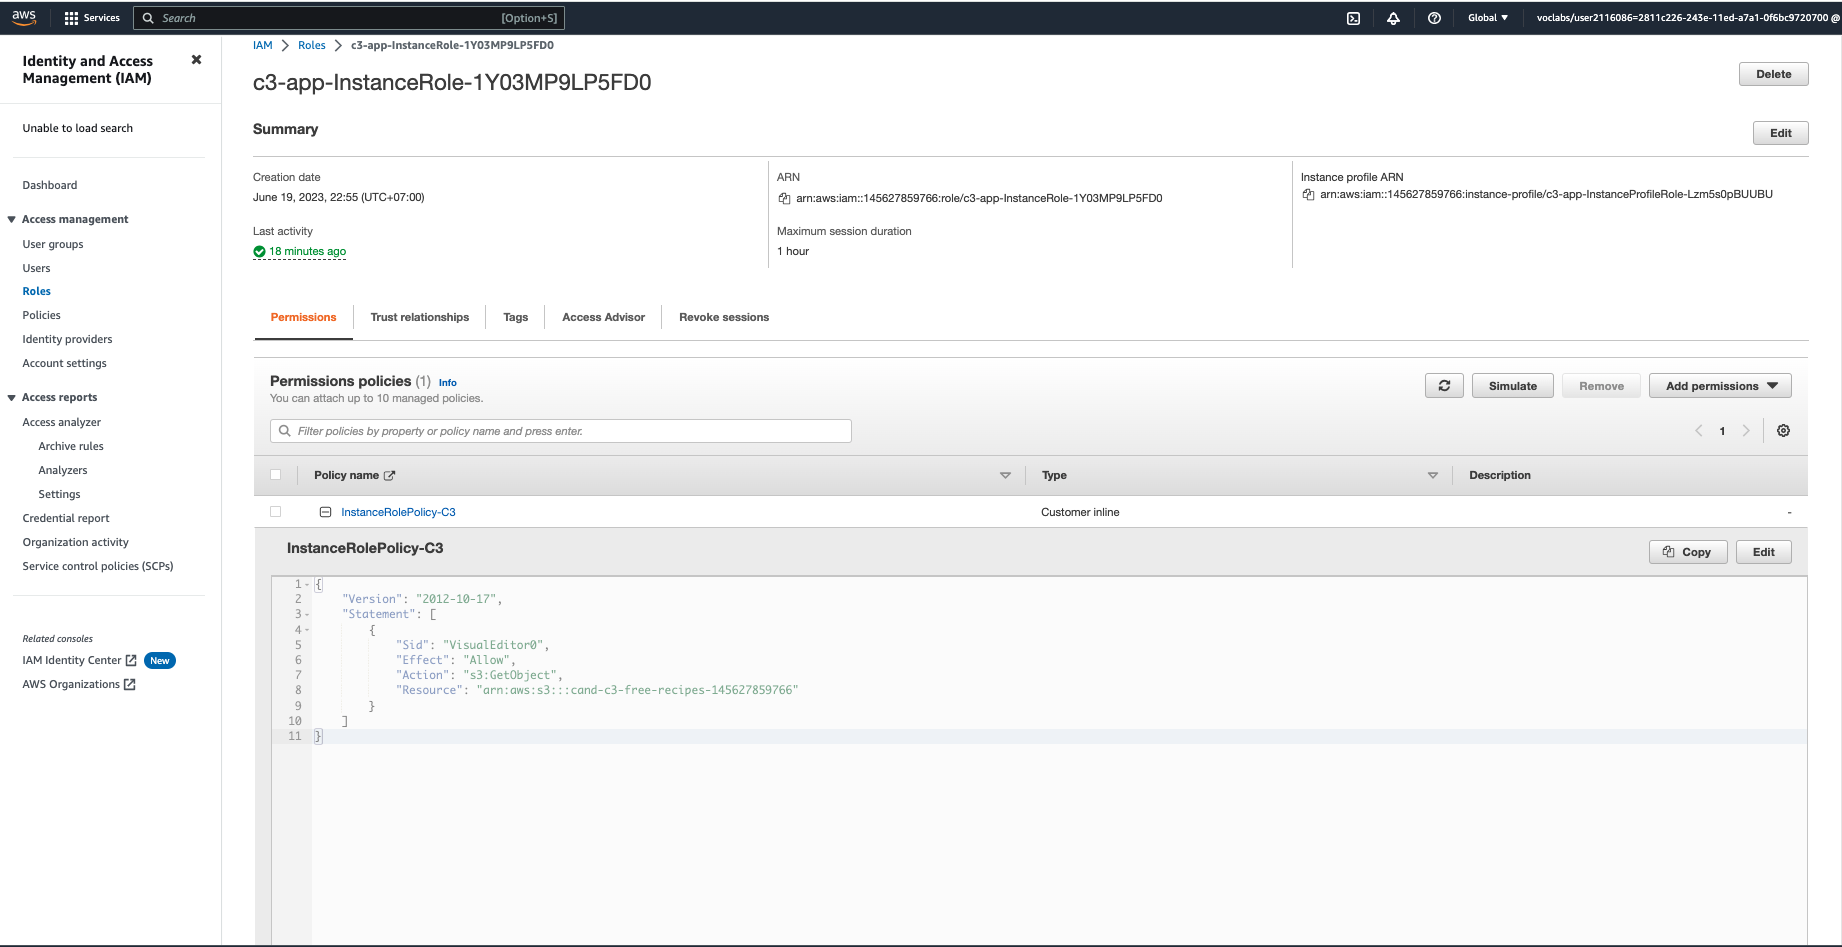 aws
Services
Search
[Option+S]
Global ▼
voclabs/user2116086=2811c226-243e-11ed-a7a1-0f6bc9720700 @
Identity and Access
Management (IAM)
Unable to load search
Dashboard
Access management
User groups
Users
Roles
Policies
Identity providers
Account settings
Access reports
Access analyzer
Archive rules
Analyzers
Settings
Credential report
Organization activity
Service control policies (SCPs)
Related consoles
IAM Identity Center New
AWS Organizations
IAM > Roles > c3-app-InstanceRole-1Y03MP9LP5FD0
c3-app-InstanceRole-1Y03MP9LP5FD0
Delete
Summary
Edit
Creation date
June 19, 2023, 22:55 (UTC+07:00)
Last activity
18 minutes ago
ARN
arn:aws:iam::145627859766:role/c3-app-InstanceRole-1Y03MP9LP5FD0
Maximum session duration
1 hour
Instance profile ARN
arn:aws:iam::145627859766:instance-profile/c3-app-InstanceProfileRole-Lzm5s0pBUUBU
Permissions Trust relationships Tags Access Advisor Revoke sessions
Permissions policies (1) Info
You can attach up to 10 managed policies.
Simulate Remove Add permissions
Filter policies by property or policy name and press enter.
1
Policy name Type Description
InstanceRolePolicy-C3 Customer inline -
InstanceRolePolicy-C3
Copy Edit
1 {
2 "Version": "2012-10-17",
3 "Statement": [
4 {
5 "Sid": "VisualEditor0",
6 "Effect": "Allow",
7 "Action": "s3:GetObject",
8 "Resource": "arn:aws:s3:::cand-c3-free-recipes-145627859766"
9 }
10 ]
11 }